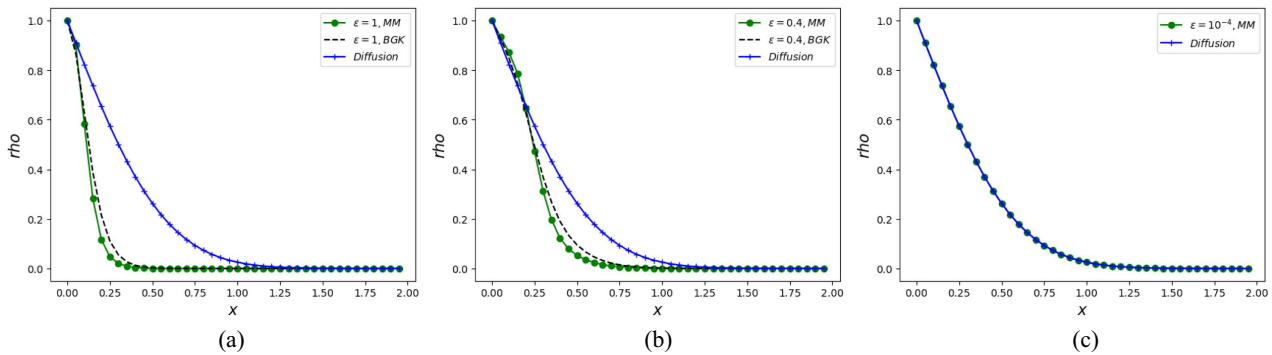 ε = 1, MM
ε = 1, BGK
Diffusion
1.0
0.8
0.6
0.4
0.2
0.0
rho
0.00 0.25 0.50 0.75 1.00 1.25 1.50 1.75 2.00
x
(a)
ε = 0.4, MM
ε = 0.4, BGK
Diffusion
1.0
0.8
0.6
0.4
0.2
0.0
rho
0.00 0.25 0.50 0.75 1.00 1.25 1.50 1.75 2.00
x
(b)
ε = 10⁻⁴, MM
Diffusion
1.0
0.8
0.6
0.4
0.2
0.0
rho
0.00 0.25 0.50 0.75 1.00 1.25 1.50 1.75 2.00
x
(c)